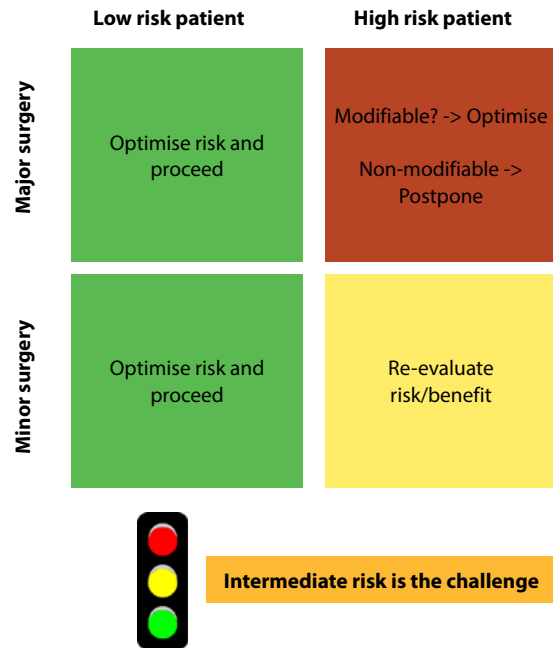 Low risk patient
High risk patient
Major surgery
Optimise risk and
proceed
Modifiable? -> Optimise
Non-modifiable ->
Postpone
Minor surgery
Optimise risk and
proceed
Re-evaluate
risk/benefit
Intermediate risk is the challenge